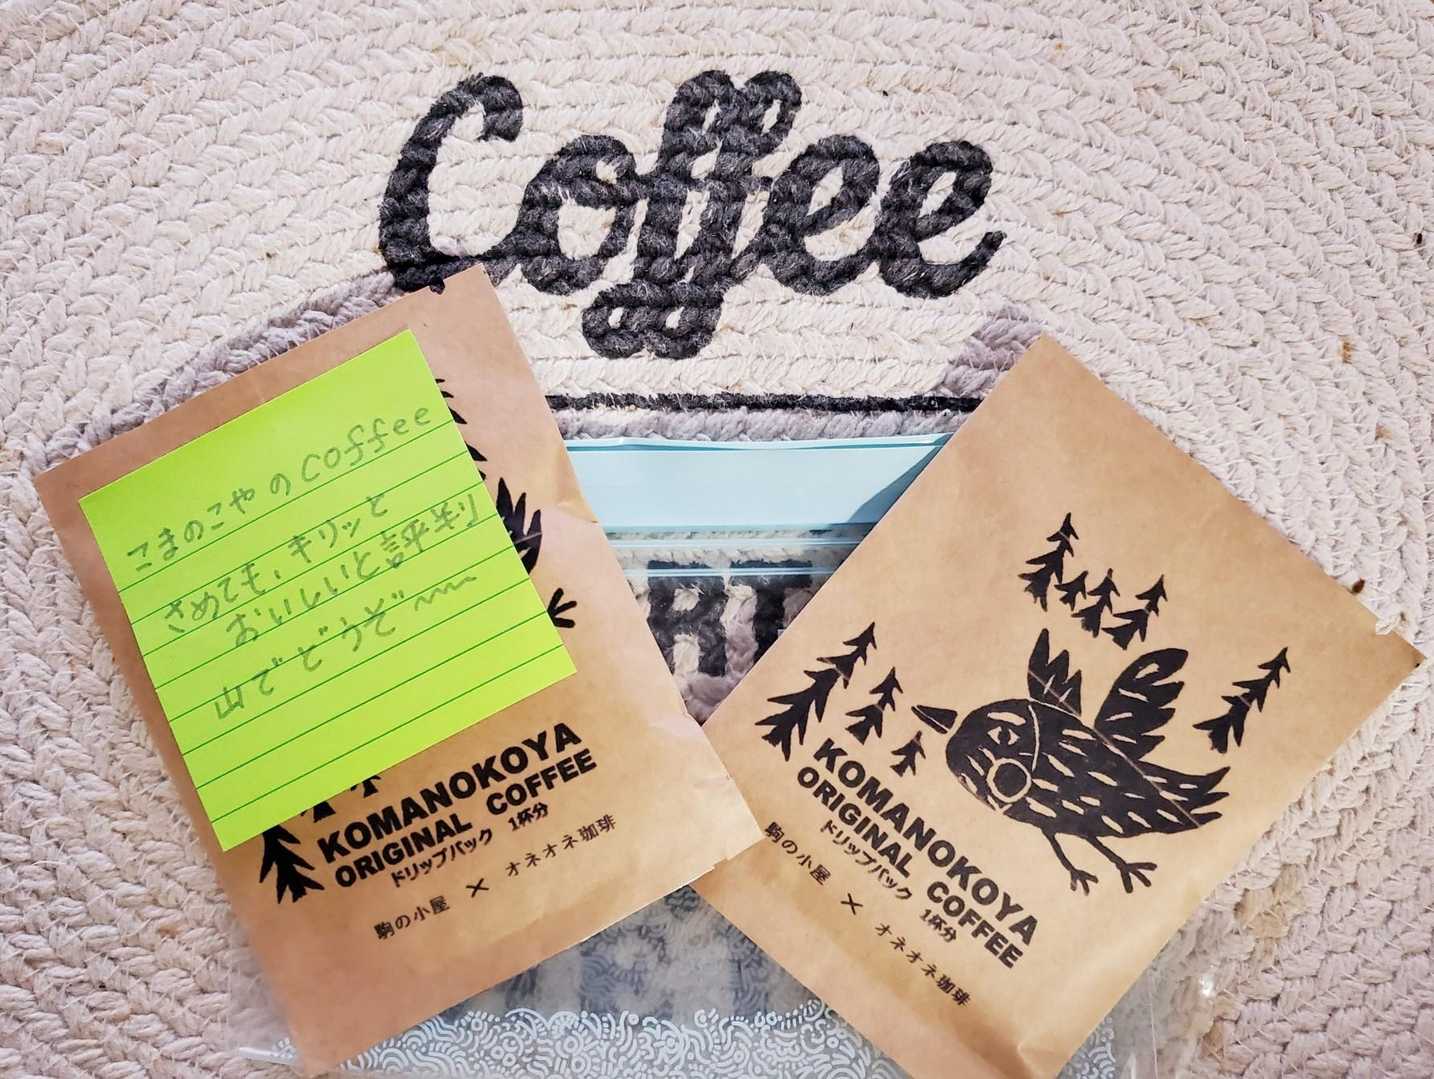 Coffee
こまのこやのcoffee
さめても、キリッと
おいしいと評判
山でどうぞ〜〜
KOMANOKOYA
ORIGINAL COFFEE
ドリップパック 1杯分
駒の小屋 × オネオネ珈琲
KOMANOKOYA
ORIGINAL COFFEE
ドリップパック 1杯分
駒の小屋 × オネオネ珈琲